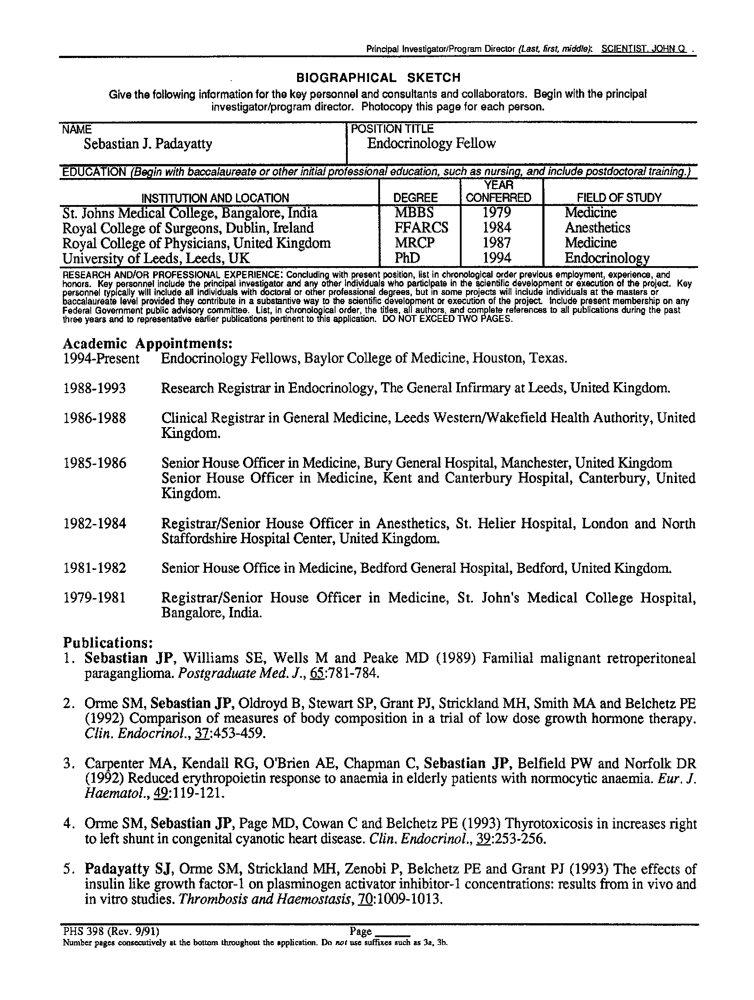 Principal Investigator/Program Director (Last, first, middle): SCIENTIST, JOHN Q.
BIOGRAPHICAL SKETCH
Give the following information for the key personnel and consultants and collaborators. Begin with the principal
investigator/program director. Photocopy this page for each person.
NAME
POSITION TITLE
Sebastian J. Padayatty
Endocrinology Fellow
EDUCATION (Begin with baccalaureate or other initial professional education, such as nursing, and include postdoctoral training.)
INSTITUTION AND LOCATION DEGREE YEAR CONFERRED FIELD OF STUDY
St. Johns Medical College, Bangalore, India MBBS 1979 Medicine
Royal College of Surgeons, Dublin, Ireland FFARCS 1984 Anesthetics
Royal College of Physicians, United Kingdom MRCP 1987 Medicine
University of Leeds, Leeds, UK PhD 1994 Endocrinology
RESEARCH AND/OR PROFESSIONAL EXPERIENCE: Concluding with present position, list in chronological order previous employment, experience, and
honors. Key personnel include the principal investigator and any other individuals who participate in the scientific development or execution of the project. Key
personnel typically will include all individuals with doctoral or other professional degrees, but in some projects will include individuals at the masters or
baccalaureate level provided they contribute in a substantive way to the scientific development or execution of the project. Include present membership on any
Federal Government public advisory committee. List, in chronological order, the titles, all authors, and complete references to all publications during the past
three years and to representative earlier publications pertinent to this application. DO NOT EXCEED TWO PAGES.
Academic Appointments:
1994-Present Endocrinology Fellows, Baylor College of Medicine, Houston, Texas.
1988-1993 Research Registrar in Endocrinology, The General Infirmary at Leeds, United Kingdom.
1986-1988 Clinical Registrar in General Medicine, Leeds Western/Wakefield Health Authority, United
Kingdom.
1985-1986 Senior House Officer in Medicine, Bury General Hospital, Manchester, United Kingdom
Senior House Officer in Medicine, Kent and Canterbury Hospital, Canterbury, United
Kingdom.
1982-1984 Registrar/Senior House Officer in Anesthetics, St. Helier Hospital, London and North
Staffordshire Hospital Center, United Kingdom.
1981-1982 Senior House Office in Medicine, Bedford General Hospital, Bedford, United Kingdom.
1979-1981 Registrar/Senior House Officer in Medicine, St. John's Medical College Hospital,
Bangalore, India.
Publications:
1. Sebastian JP, Williams SE, Wells M and Peake MD (1989) Familial malignant retroperitoneal
paraganglioma. Postgraduate Med. J., 65:781-784.
2. Orme SM, Sebastian JP, Oldroyd B, Stewart SP, Grant PJ, Strickland MH, Smith MA and Belchetz PE
(1992) Comparison of measures of body composition in a trial of low dose growth hormone therapy.
Clin. Endocrinol., 37:453-459.
3. Carpenter MA, Kendall RG, O'Brien AE, Chapman C, Sebastian JP, Belfield PW and Norfolk DR
(1992) Reduced erythropoietin response to anaemia in elderly patients with normocytic anaemia. Eur. J.
Haematol., 49:119-121.
4. Orme SM, Sebastian JP, Page MD, Cowan C and Belchetz PE (1993) Thyrotoxicosis in increases right
to left shunt in congenital cyanotic heart disease. Clin. Endocrinol., 39:253-256.
5. Padayatty SJ, Orme SM, Strickland MH, Zenobi P, Belchetz PE and Grant PJ (1993) The effects of
insulin like growth factor-1 on plasminogen activator inhibitor-1 concentrations: results from in vivo and
in vitro studies. Thrombosis and Haemostasis, 70:1009-1013.
PHS 398 (Rev. 9/91) Page ______
Number pages consecutively at the bottom throughout the application. Do not use suffixes such as 3a, 3b.